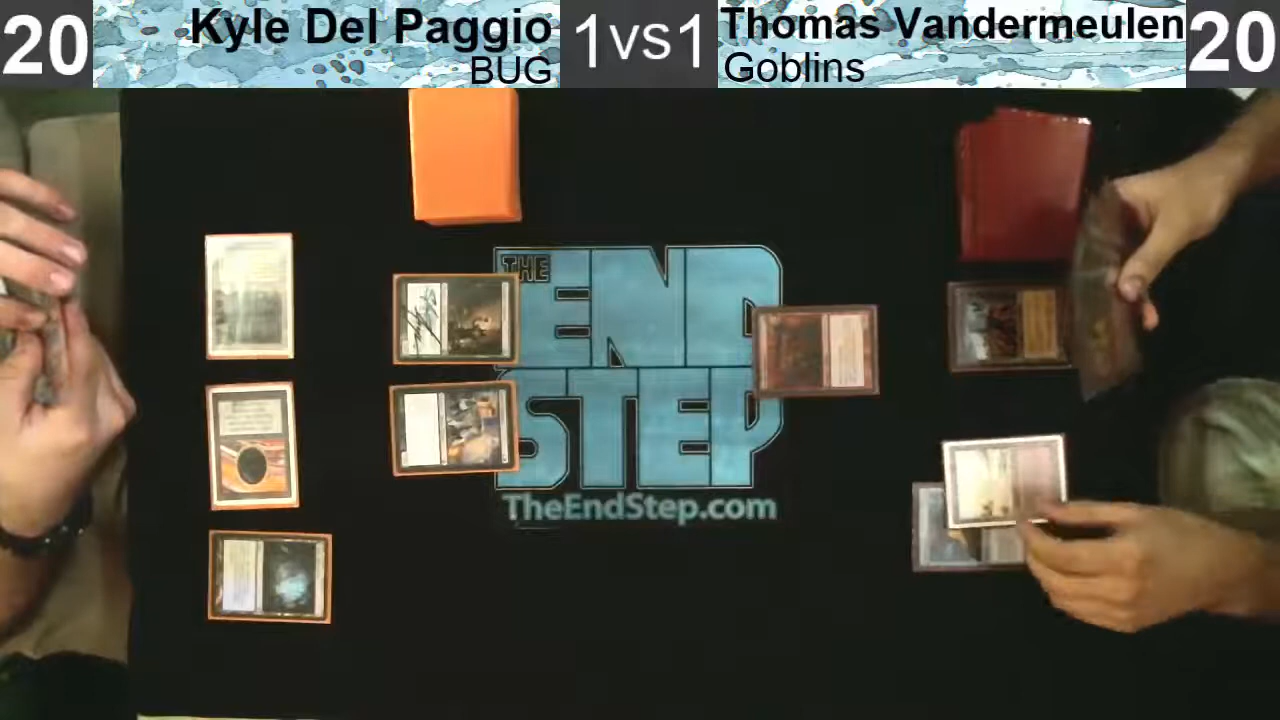 20
Kyle Del Paggio
BUG
1vs1
Thomas Vandermeulen
Goblins
20
THE
END
STEP
TheEndStep.com